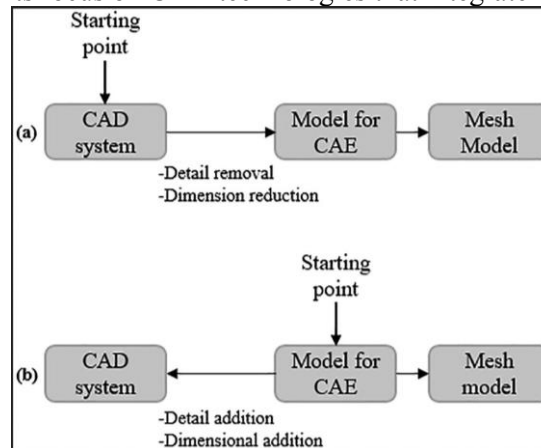 Starting
point
(a)
CAD
system
Model for
CAE
Mesh
Model
-Detail removal
-Dimension reduction
Starting
point
(b)
CAD
system
Model for
CAE
Mesh
model
-Detail addition
-Dimensional addition